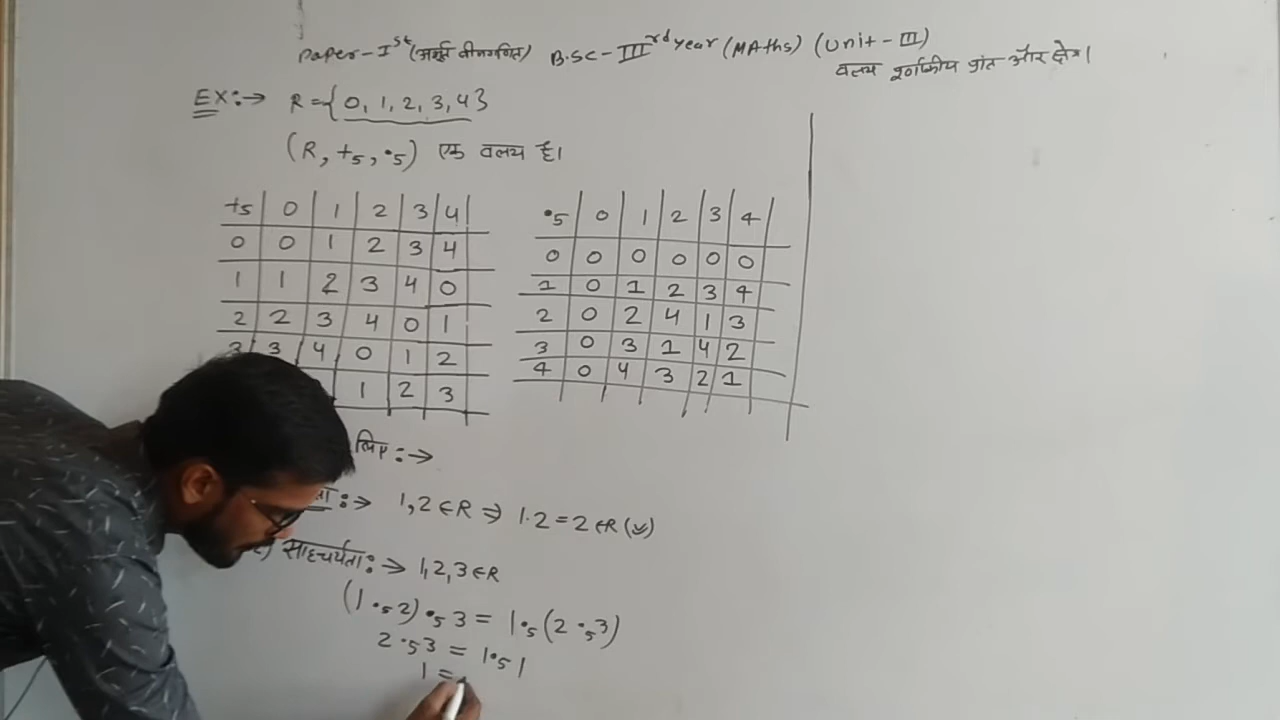 Paper-Ist (अमूर्त बीजगणित) B.SC-IIIrd year (MAths) (Unit-III)
वलय पूर्णांकीय प्रांत और क्षेत्र।
EX:→ R={0, 1, 2, 3, 4}
(R, +5, •5) एक वलय है।
+5 0 1 2 3 4
0 0 1 2 3 4
1 1 2 3 4 0
2 2 3 4 0 1
3 3 4 0 1 2
1 2 3
•5 0 1 2 3 4
0 0 0 0 0 0
1 0 1 2 3 4
2 0 2 4 1 3
3 0 3 1 4 2
4 0 4 3 2 1
लिए:→
:→ 1,2 ∈ R ⇒ 1.2 = 2 ∈ R
साहचर्यता:→ 1,2,3 ∈ R
(1 •5 2) •5 3 = 1 •5 (2 •5 3)
2 •5 3 = 1 •5 1
1 =